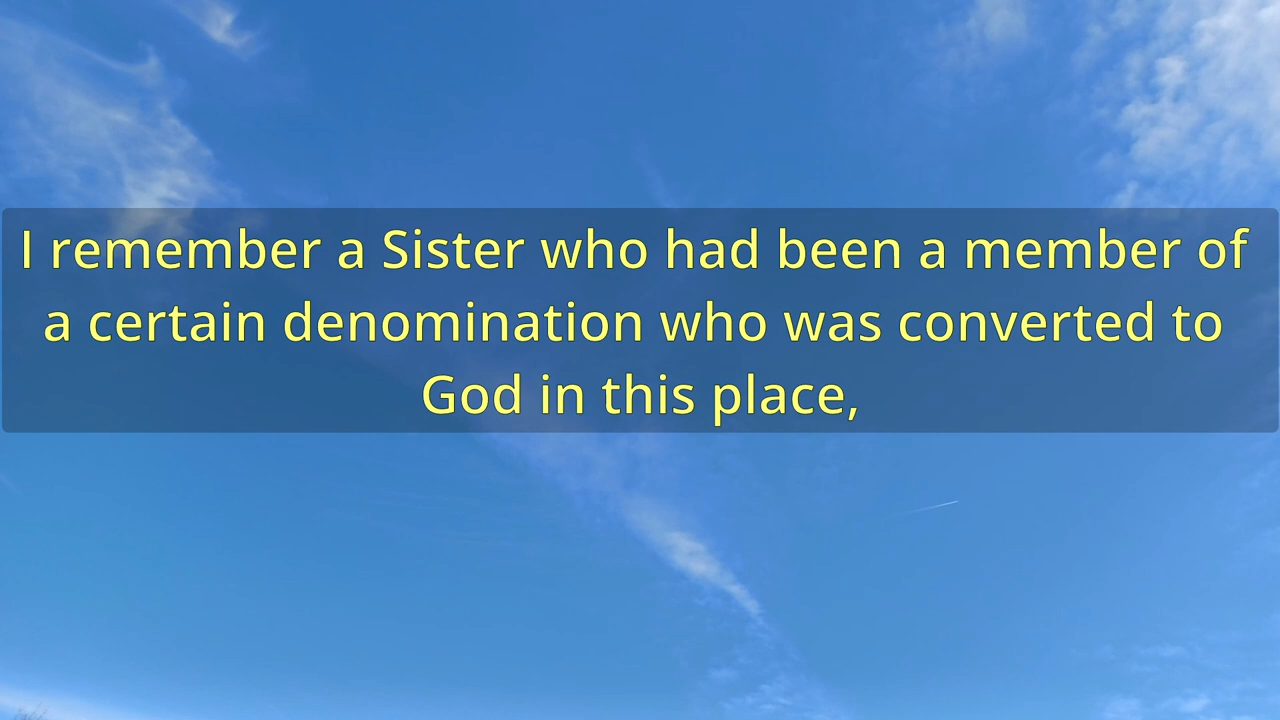 I remember a Sister who had been a member of
a certain denomination who was converted to
God in this place,